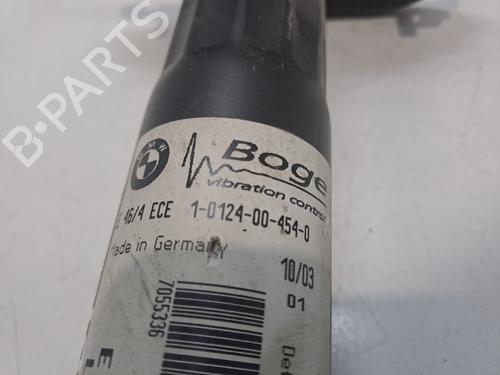 B-PARTS
BMW
Boge
vibration control
46/4 ECE 1-0124-00-454-0
Made in Germany
10/03
01
7055336